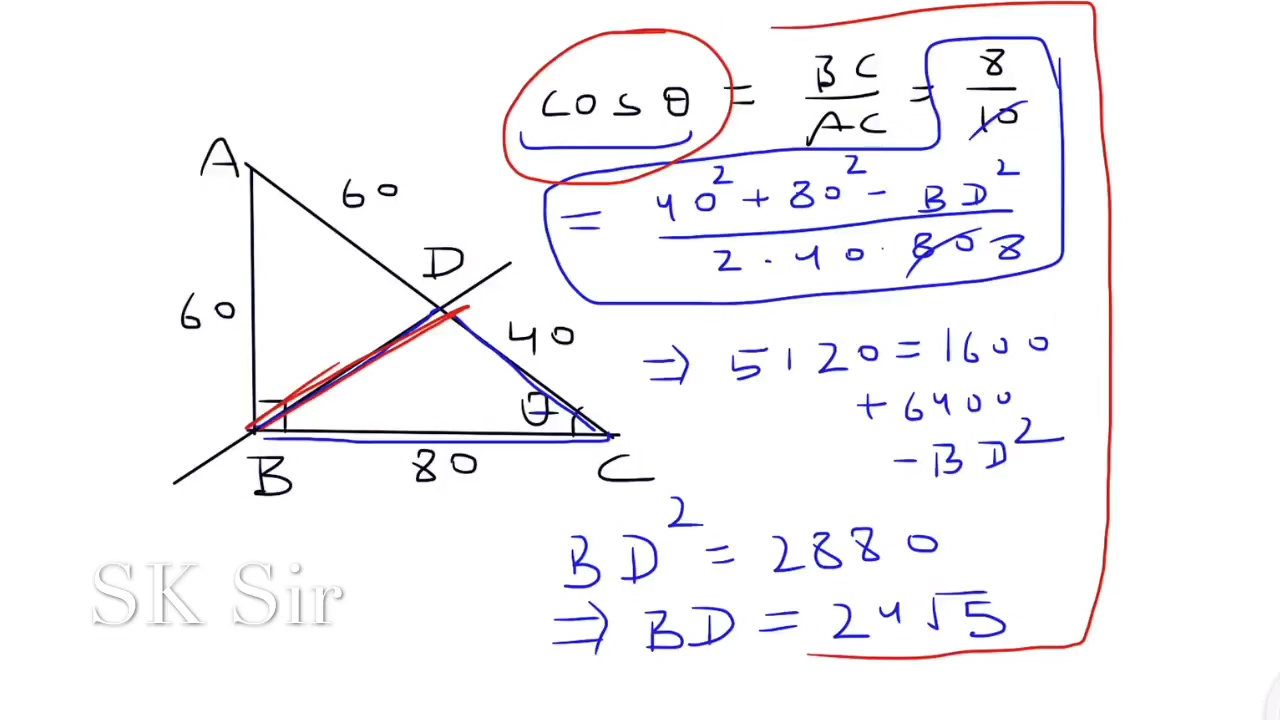 cos θ = BC/AC = 8/10
= 40² + 80² - BD² / 2 · 40 · 80 8
A
60
D
60
40
θ
B
80
C
⇒ 5120 = 1600
+ 6400
- BD²
BD² = 2880
⇒ BD = 24√5
SK Sir